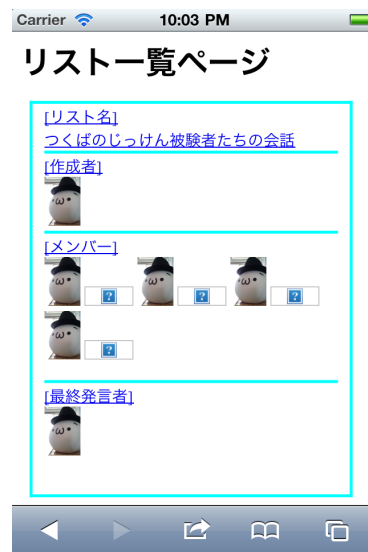 Carrier 10:03 PM
リスト一覧ページ
[リスト名]
つくばのじっけん被験者たちの会話
[作成者]
[メンバー]
[最終発言者]